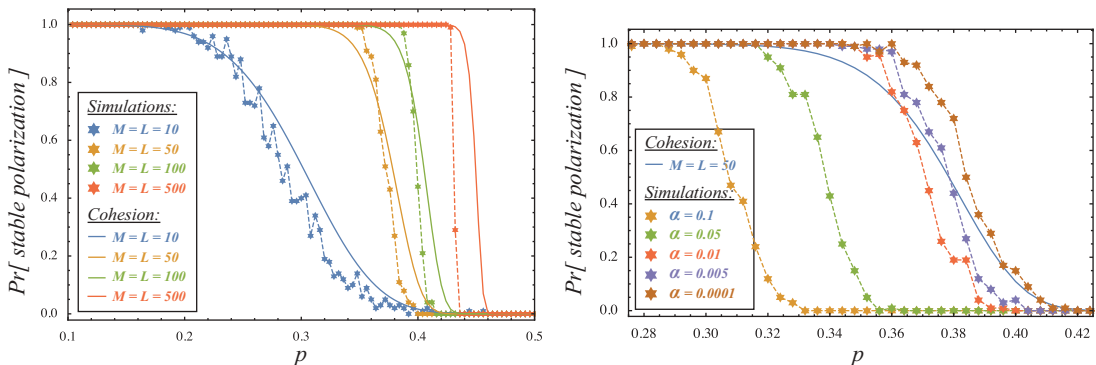 Pr[ stable polarization ]
1.0
0.8
0.6
0.4
0.2
0.0
Simulations:
M = L = 10
M = L = 50
M = L = 100
M = L = 500
Cohesion:
M = L = 10
M = L = 50
M = L = 100
M = L = 500
0.1 0.2 0.3 0.4 0.5
p
Pr[ stable polarization ]
1.0
0.8
0.6
0.4
0.2
0.0
Cohesion:
M = L = 50
Simulations:
α = 0.1
α = 0.05
α = 0.01
α = 0.005
α = 0.0001
0.28 0.30 0.32 0.34 0.36 0.38 0.40 0.42
p